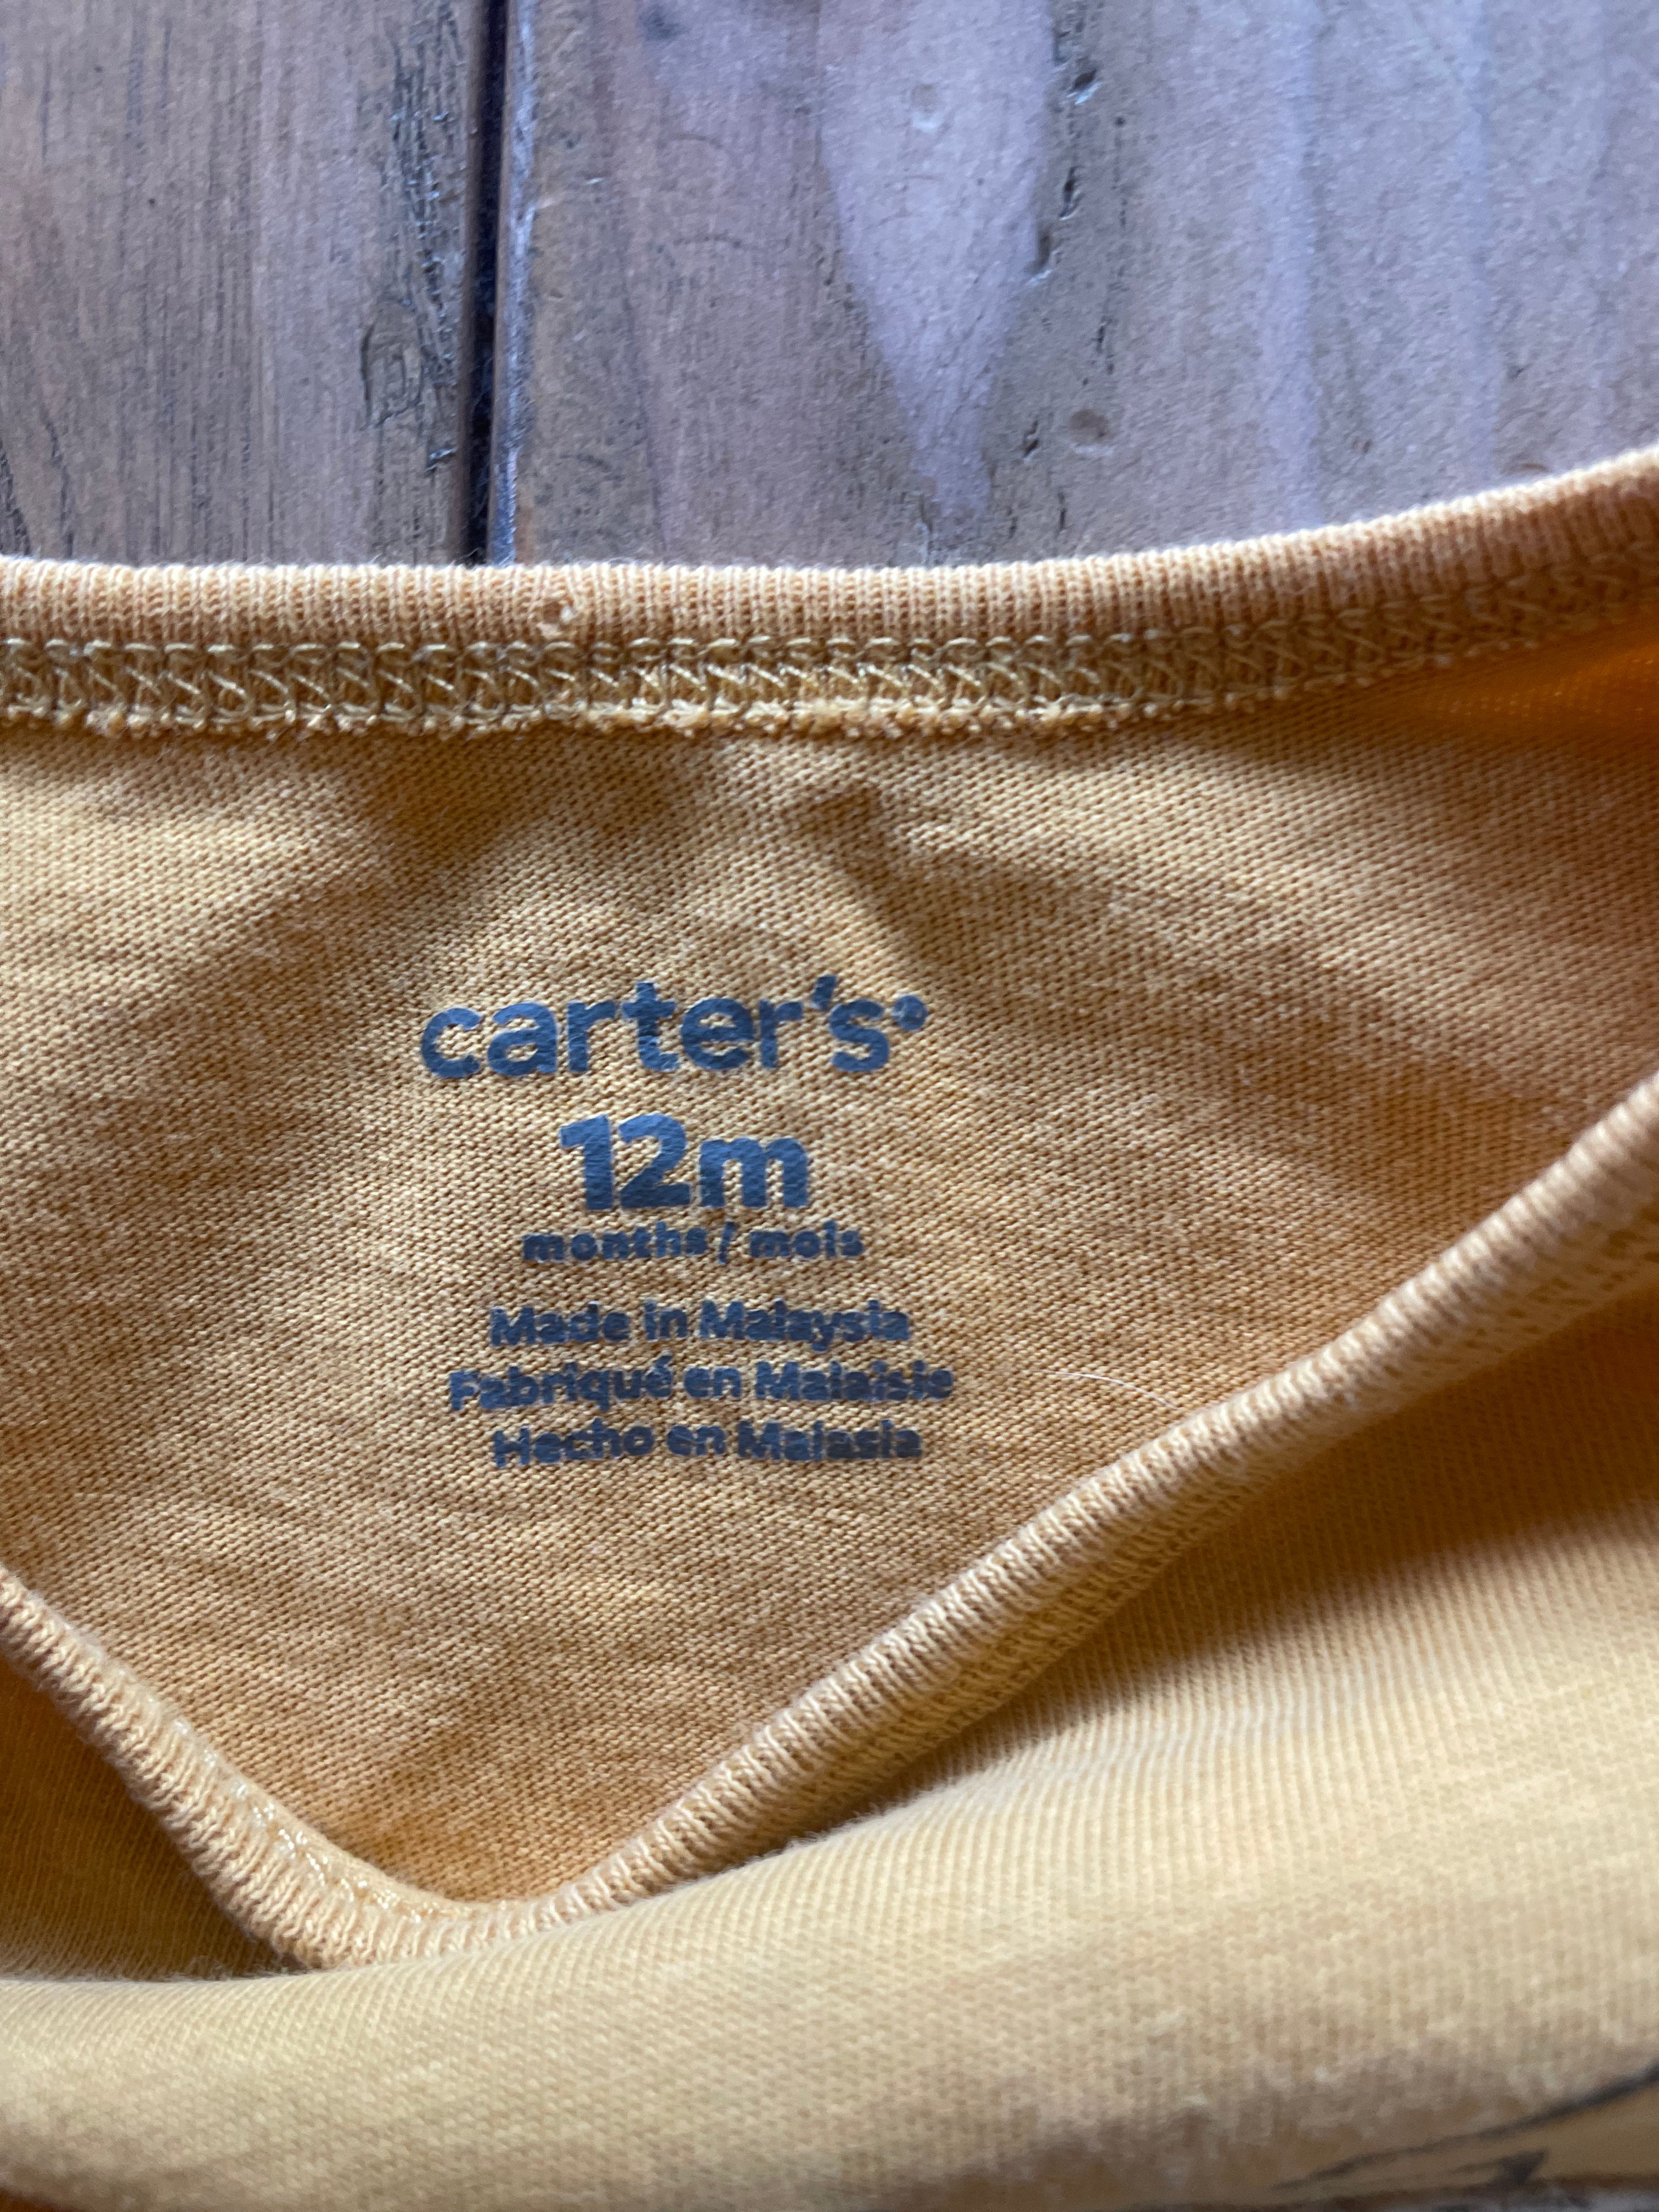 carter's
12m
months / mois
Made in Malaysia
Fabriqué en Malaisie
Hecho en Malasia